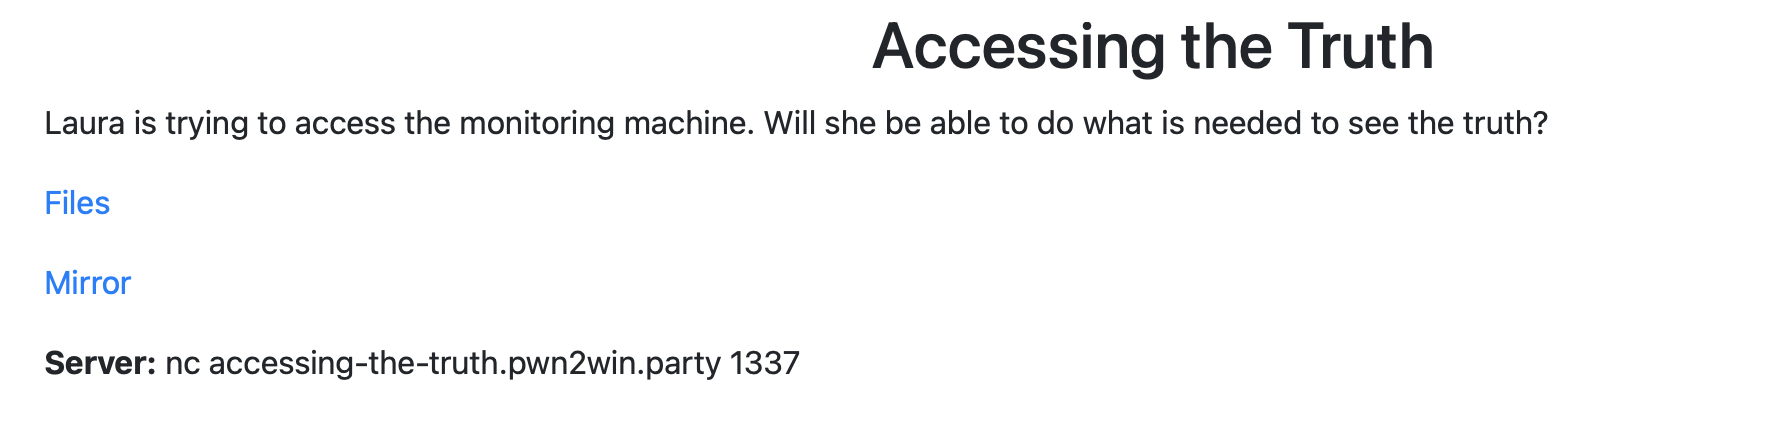 Accessing the Truth
Laura is trying to access the monitoring machine. Will she be able to do what is needed to see the truth?
Files
Mirror
Server: nc accessing-the-truth.pwn2win.party 1337